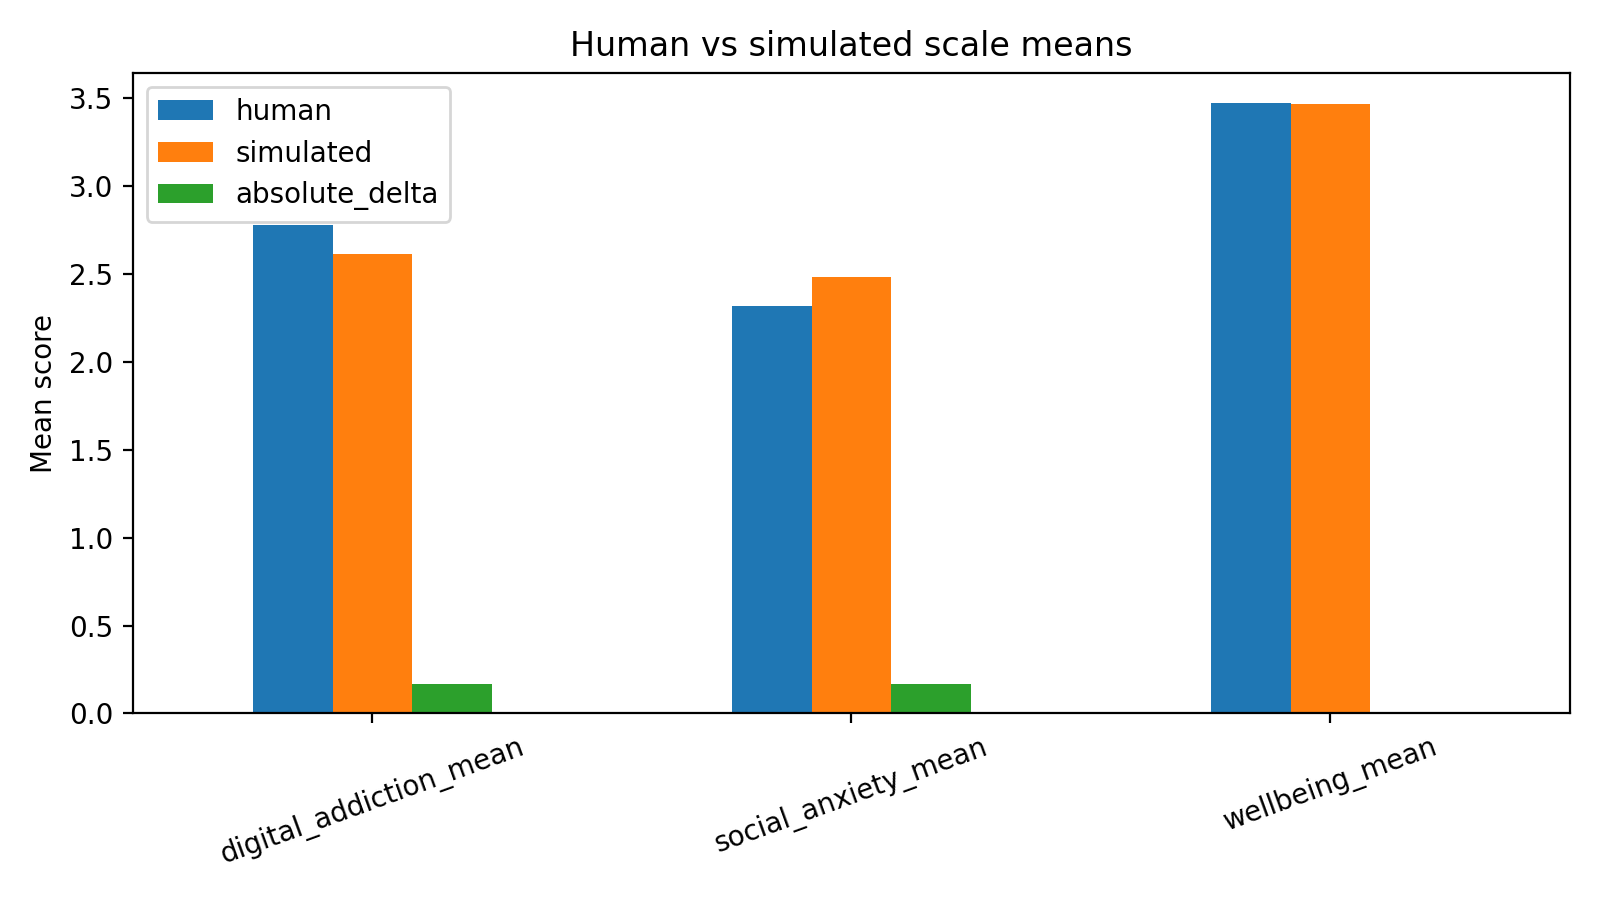 Human vs simulated scale means
human
simulated
absolute_delta
Mean score
3.5
3.0
2.5
2.0
1.5
1.0
0.5
0.0
digital_addiction_mean
social_anxiety_mean
wellbeing_mean